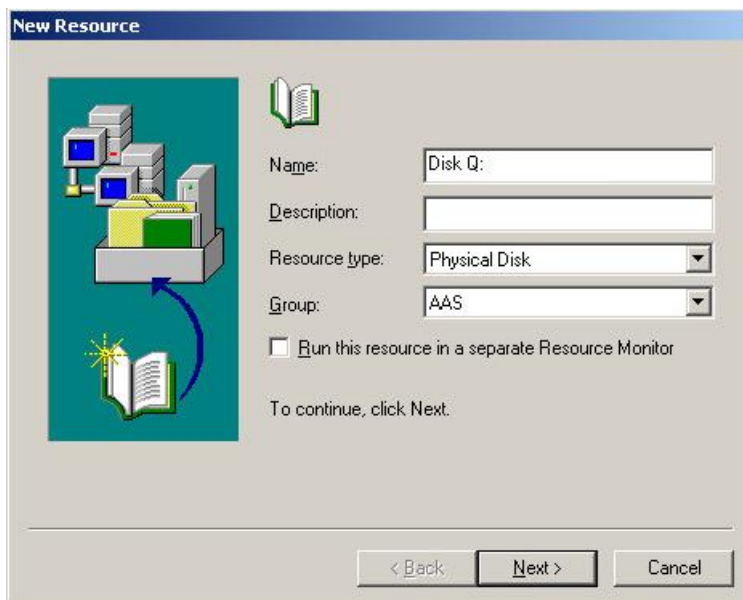 New Resource
Name: Disk Q:
Description:
Resource type: Physical Disk
Group: AAS
Run this resource in a separate Resource Monitor
To continue, click Next.
< Back Next > Cancel